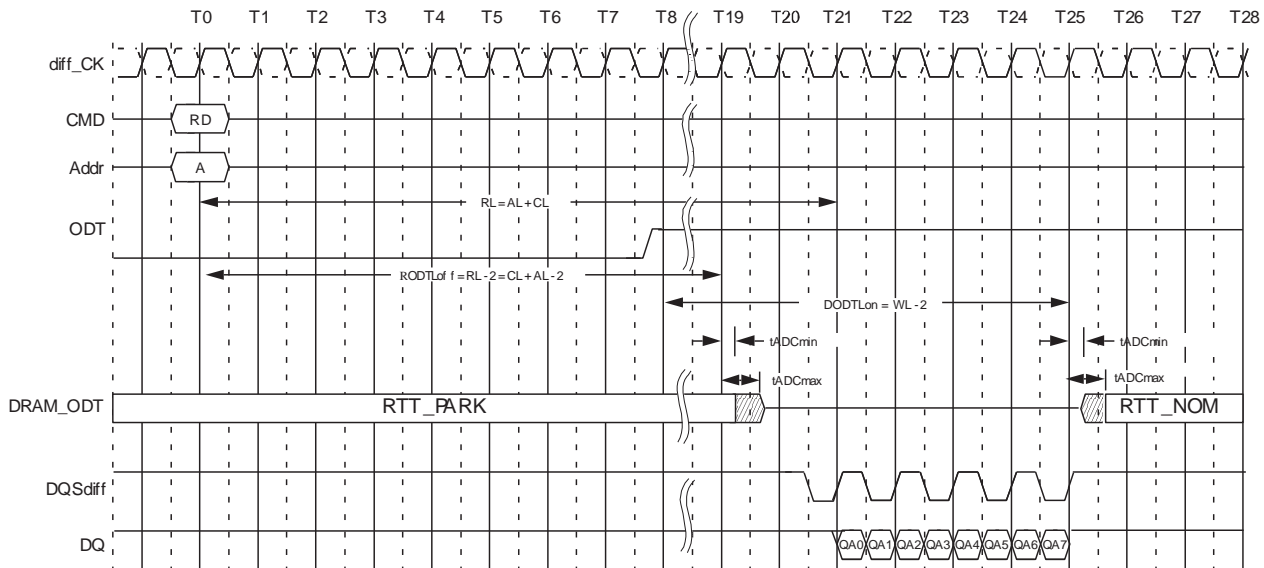 T0 T1 T2 T3 T4 T5 T6 T7 T8 T19 T20 T21 T22 T23 T24 T25 T26 T27 T28
diff_CK
CMD RD
Addr A
RL=AL+CL
ODT
RODTLof f =RL-2=CL+AL-2
DODTLon = WL-2
tADCmin tADCmin
tADCmax tADCmax
DRAM_ODT RTT_PARK RTT_NOM
DQSdiff
DQ QA0 QA1 QA2 QA3 QA4 QA5 QA6 QA7